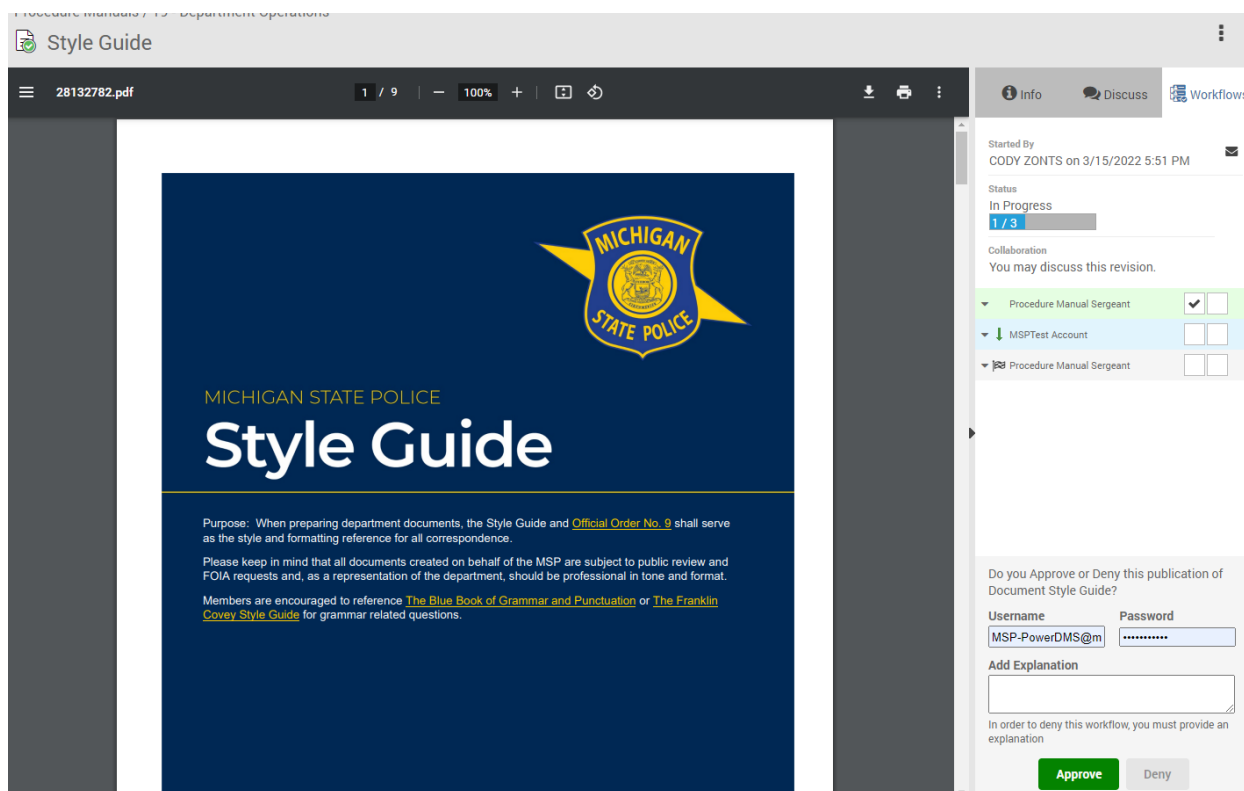 Procedure Manuals / 19 - Department Operations
Style Guide
28132782.pdf
1 / 9
100%
Info
Discuss
Workflows
MICHIGAN
STATE POLICE
MICHIGAN STATE POLICE
Style Guide
Purpose: When preparing department documents, the Style Guide and Official Order No. 9 shall serve
as the style and formatting reference for all correspondence.
Please keep in mind that all documents created on behalf of the MSP are subject to public review and
FOIA requests and, as a representation of the department, should be professional in tone and format.
Members are encouraged to reference The Blue Book of Grammar and Punctuation or The Franklin
Covey Style Guide for grammar related questions.
Started By
CODY ZONTS on 3/15/2022 5:51 PM
Status
In Progress
1 / 3
Collaboration
You may discuss this revision.
Procedure Manual Sergeant
MSPTest Account
Procedure Manual Sergeant
Do you Approve or Deny this publication of
Document Style Guide?
Username Password
MSP-PowerDMS@m •••••••••••
Add Explanation
In order to deny this workflow, you must provide an
explanation
Approve Deny